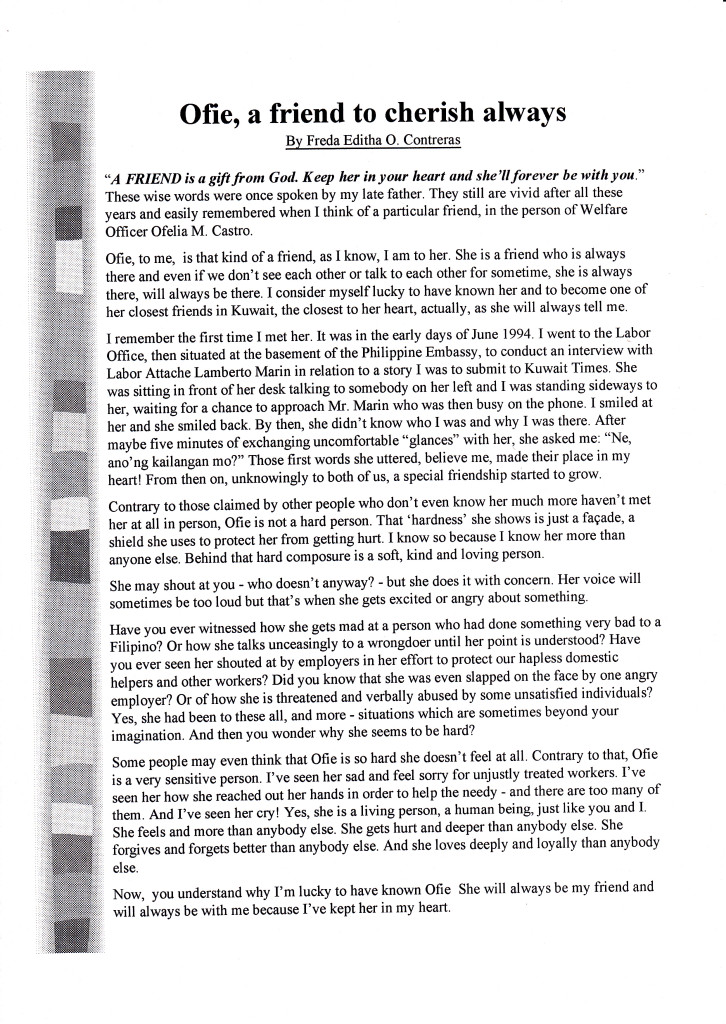 Ofie, a friend to cherish always
By Freda Editha O. Contreras
“A FRIEND is a gift from God. Keep her in your heart and she’ll forever be with you.”
These wise words were once spoken by my late father. They still are vivid after all these
years and easily remembered when I think of a particular friend, in the person of Welfare
Officer Ofelia M. Castro.
Ofie, to me,  is that kind of a friend, as I know, I am to her. She is a friend who is always
there and even if we don’t see each other or talk to each other for sometime, she is always
there, will always be there. I consider myself lucky to have known her and to become one of
her closest friends in Kuwait, the closest to her heart, actually, as she will always tell me.
I remember the first time I met her. It was in the early days of June 1994. I went to the Labor
Office, then situated at the basement of the Philippine Embassy, to conduct an interview with
Labor Attache Lamberto Marin in relation to a story I was to submit to Kuwait Times. She
was sitting in front of her desk talking to somebody on her left and I was standing sideways to
her, waiting for a chance to approach Mr. Marin who was then busy on the phone. I smiled at
her and she smiled back. By then, she didn’t know who I was and why I was there. After
maybe five minutes of exchanging uncomfortable “glances” with her, she asked me: “Ne,
ano’ng kailangan mo?” Those first words she uttered, believe me, made their place in my
heart! From then on, unknowingly to both of us, a special friendship started to grow.
Contrary to those claimed by other people who don’t even know her much more haven’t met
her at all in person, Ofie is not a hard person. That ‘hardness’ she shows is just a façade, a
shield she uses to protect her from getting hurt. I know so because I know her more than
anyone else. Behind that hard composure is a soft, kind and loving person.
She may shout at you - who doesn’t anyway? - but she does it with concern. Her voice will
sometimes be too loud but that’s when she gets excited or angry about something.
Have you ever witnessed how she gets mad at a person who had done something very bad to a
Filipino? Or how she talks unceasingly to a wrongdoer until her point is understood? Have
you ever seen her shouted at by employers in her effort to protect our hapless domestic
helpers and other workers? Did you know that she was even slapped on the face by one angry
employer? Or of how she is threatened and verbally abused by some unsatisfied individuals?
Yes, she had been to these all, and more - situations which are sometimes beyond your
imagination. And then you wonder why she seems to be hard?
Some people may even think that Ofie is so hard she doesn’t feel at all. Contrary to that, Ofie
is a very sensitive person. I’ve seen her sad and feel sorry for unjustly treated workers. I’ve
seen her how she reached out her hands in order to help the needy - and there are too many of
them. And I’ve seen her cry! Yes, she is a living person, a human being, just like you and I.
She feels and more than anybody else. She gets hurt and deeper than anybody else. She
forgives and forgets better than anybody else. And she loves deeply and loyally than anybody
else.
Now,  you understand why I’m lucky to have known Ofie  She will always be my friend and
will always be with me because I’ve kept her in my heart.